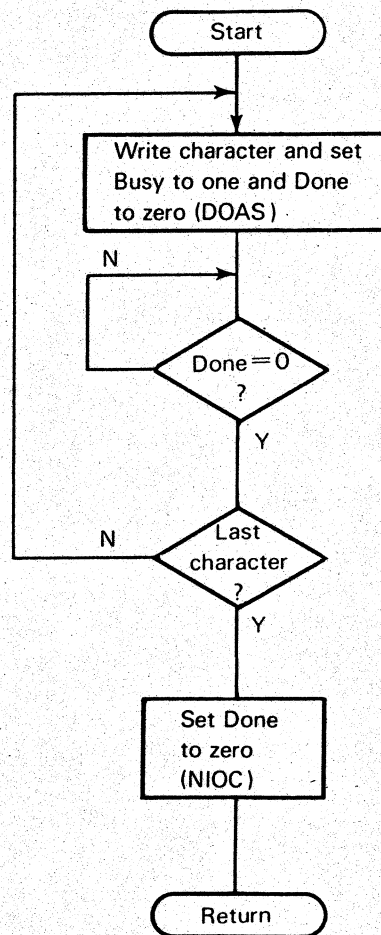 Start
Write character and set
Busy to one and Done
to zero (DOAS)
N
Done=0
?
Y
N
Last
character
?
Y
Set Done
to zero
(NIOC)
Return